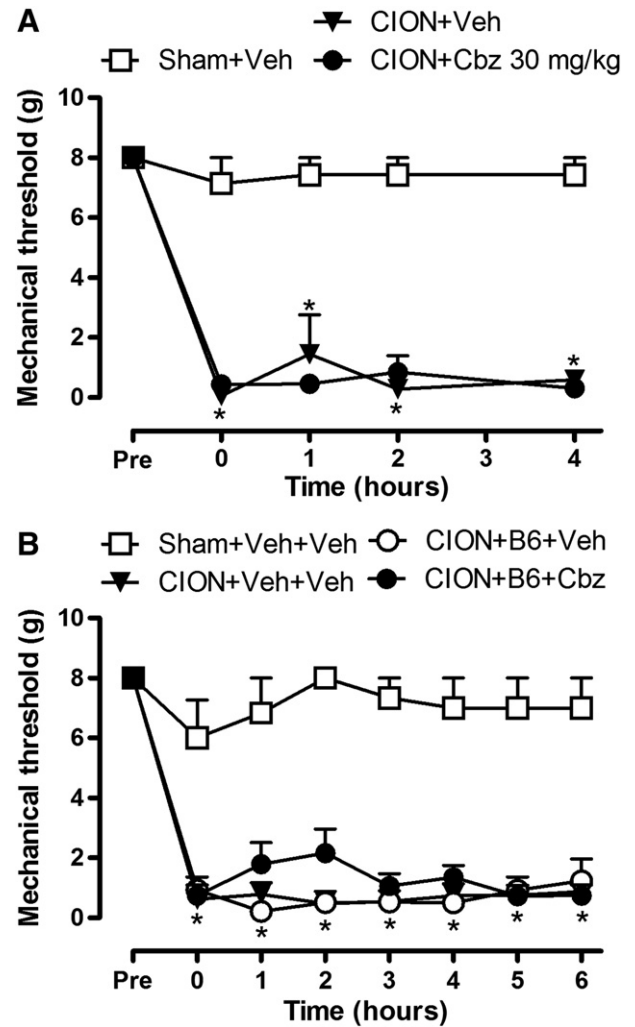 A
CION+Veh
Sham+Veh CION+Cbz 30 mg/kg
Mechanical threshold (g)
10
8
6
4
2
0
*
*
*
*
Pre 0 1 2 3 4
Time (hours)
B
Sham+Veh+Veh CION+B6+Veh
CION+Veh+Veh CION+B6+Cbz
Mechanical threshold (g)
10
8
6
4
2
0
* * * * * * *
Pre 0 1 2 3 4 5 6
Time (hours)